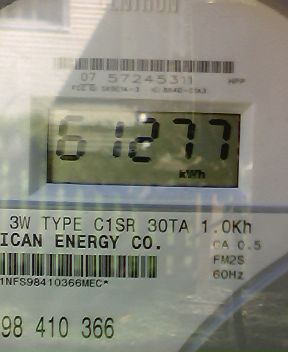 07 57245311
61277
kWh
3W TYPE C1SR 30TA 1.0Kh
ICAN ENERGY CO.
CA 0.5
FM2S
60Hz
1NFS98410366MEC*
98 410 366